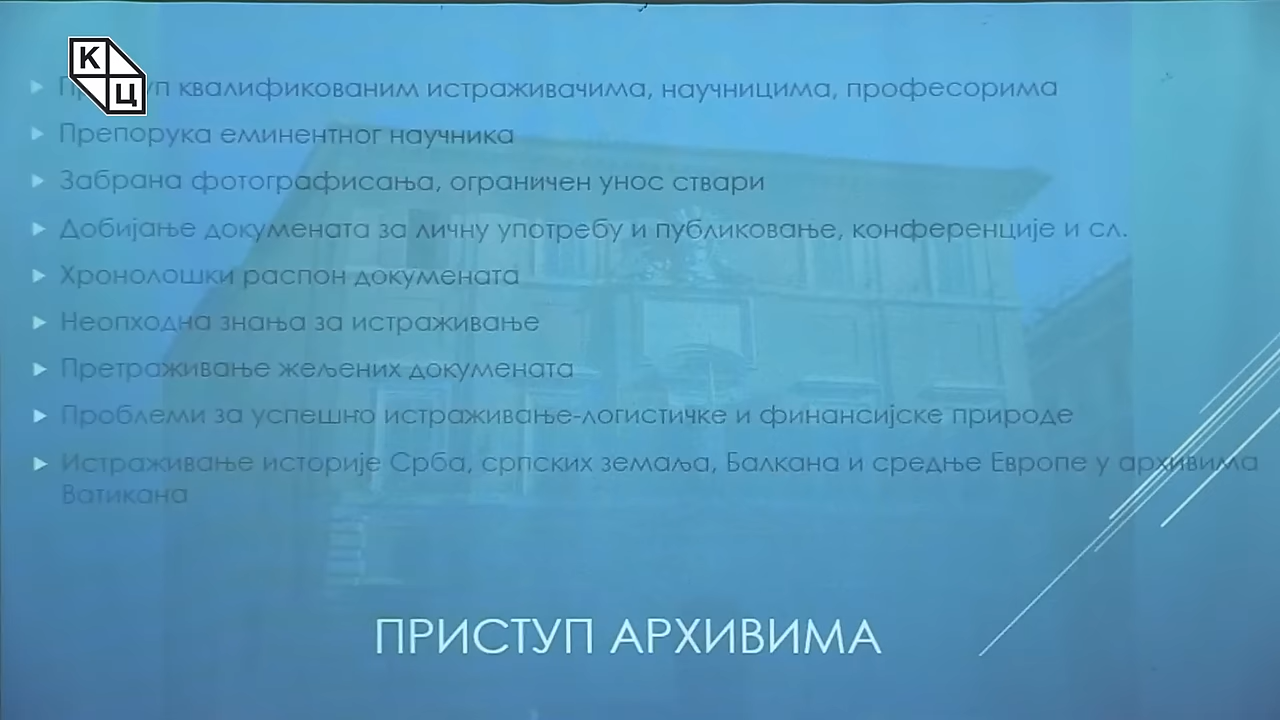 КЦ
квалификованим истраживачима, научницима, професорима
Препорука еминентног научника
Забрана фотографисања, ограничен унос ствари
Добијање докумената за личну употребу и публиковање, конференције и сл.
Хронолошки распон докумената
Неопходна знања за истраживање
Претраживање жељених докумената
Проблеми за успешно истраживање-логистичке и финансијске природе
Истраживање историје Срба, српских земаља, Балкана и средње Европе у архивима
Ватикана
ПРИСТУП АРХИВИМА